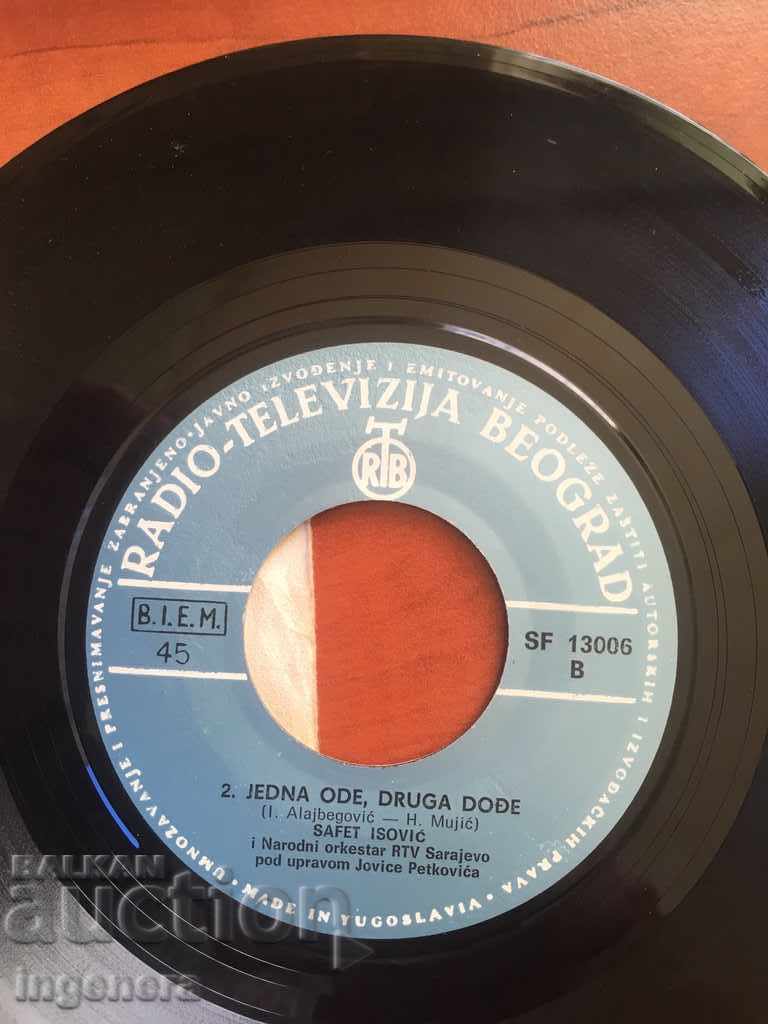 UMNOŽAVANJE I PRESNIMAVANJE ZABRANJENO · JAVNO IZVOĐENJE I EMITOVANJE PODLEŽE ZAŠTITI AUTORSKIH I IZVOĐAČKIH PRAVA ·
RADIO-TELEVIZIJA BEOGRAD
RTB
B.I.E.M.
45
SF 13006
B
2. JEDNA ODE, DRUGA DOĐE
(I. Alajbegović — H. Mujić)
SAFET ISOVIĆ
i Narodni orkestar RTV Sarajevo
pod upravom Jovice Petkovića
MADE IN YUGOSLAVIA
BALKAN
auction
ingenera